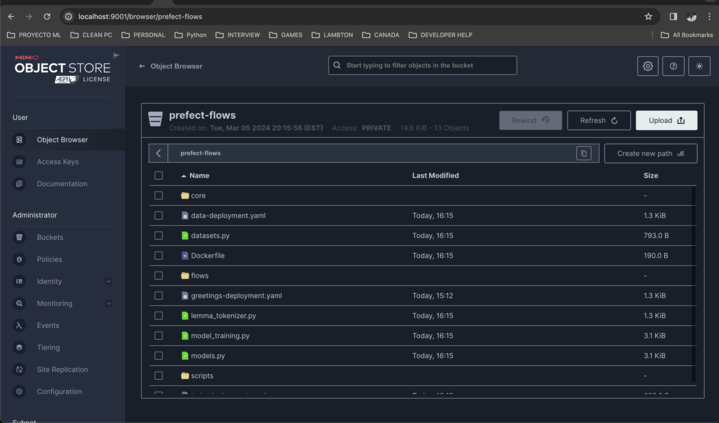 localhost:9001/browser/prefect-flows
PROYECTO ML
CLEAN PC
PERSONAL
Python
INTERVIEW
GAMES
LAMBTON
CANADA
DEVELOPER HELP
All Bookmarks
MINIO
OBJECT STORE
LICENSE
Object Browser
Start typing to filter objects in the bucket
User
Object Browser
Access Keys
Documentation
Administrator
Buckets
Policies
Identity
Monitoring
Events
Tiering
Site Replication
Configuration
prefect-flows
Created on: Tue, Mar 05 2024 20:15:56 (EST) Access: PRIVATE 14.6 KiB - 13 Objects
Rewind
Refresh
Upload
prefect-flows
Create new path
Name Last Modified Size
core -
data-deployment.yaml Today, 16:15 1.3 KiB
datasets.py Today, 16:15 793.0 B
Dockerfile Today, 16:15 190.0 B
flows -
greetings-deployment.yaml Today, 15:12 1.3 KiB
lemma_tokenizer.py Today, 16:15 1.3 KiB
model_training.py Today, 16:15 3.1 KiB
models.py Today, 16:15 3.1 KiB
scripts -